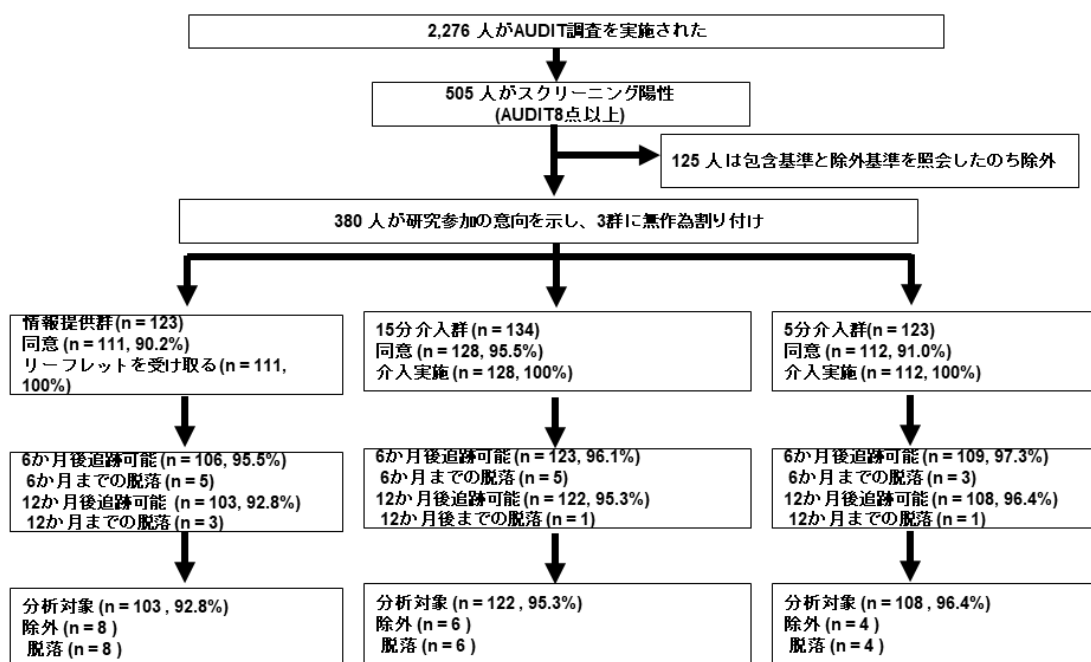 2,276 人がAUDIT調査を実施された
505 人がスクリーニング陽性
(AUDIT8点以上)
125 人は包含基準と除外基準を照会したのち除外
380 人が研究参加の意向を示し、3群に無作為割り付け
情報提供群(n = 123)
同意(n = 111, 90.2%)
リーフレットを受け取る(n = 111,
100%)
15分介入群(n = 134)
同意(n = 128, 95.5%)
介入実施(n = 128, 100%)
5分介入群(n = 123)
同意(n = 112, 91.0%)
介入実施(n = 112, 100%)
6か月後追跡可能(n = 106, 95.5%)
6か月までの脱落(n = 5)
12か月後追跡可能 (n = 103, 92.8%)
12か月までの脱落(n = 3)
6か月後追跡可能(n = 123, 96.1%)
6か月までの脱落(n = 5)
12か月後追跡可能(n = 122, 95.3%)
12か月後までの脱落(n = 1)
6か月後追跡可能(n = 109, 97.3%)
6か月までの脱落(n = 3)
12か月後追跡可能(n = 108, 96.4%)
12か月までの脱落(n = 1)
分析対象(n = 103 , 92.8%)
除外(n = 8 )
脱落(n = 8 )
分析対象(n = 122 , 95.3%)
除外(n = 6 )
脱落(n = 6 )
分析対象(n = 108 , 96.4%)
除外(n = 4 )
脱落(n = 4 )